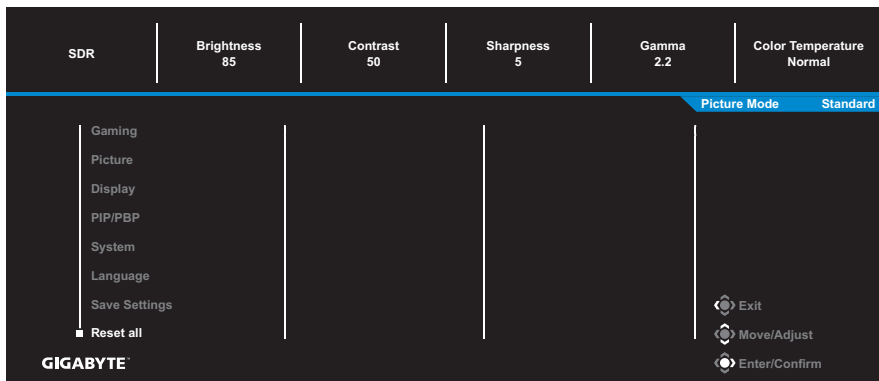 SDR
Brightness
85
Contrast
50
Sharpness
5
Gamma
2.2
Color Temperature
Normal
Picture Mode Standard
Gaming
Picture
Display
PIP/PBP
System
Language
Save Settings
Reset all
Exit
Move/Adjust
Enter/Confirm
GIGABYTE™